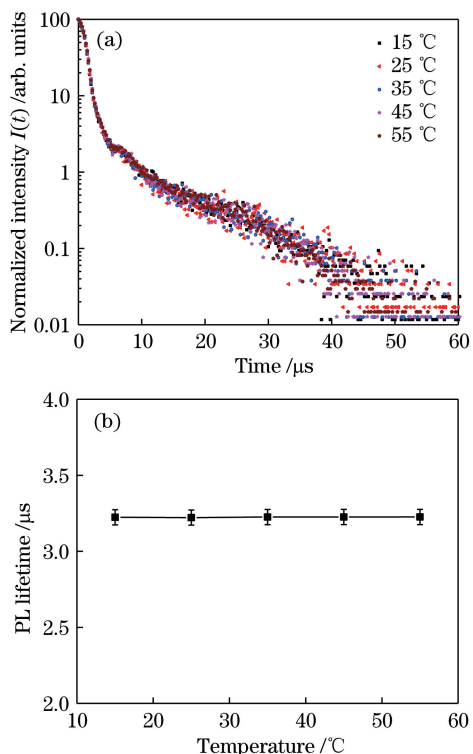 (a)
15 ℃
25 ℃
35 ℃
45 ℃
55 ℃
100
10
1
0.1
0.01
Normalized intensity I(t) /arb. units
0 10 20 30 40 50 60
Time /μs
(b)
4.0
3.5
3.0
2.5
2.0
PL lifetime /μs
10 20 30 40 50 60
Temperature /℃